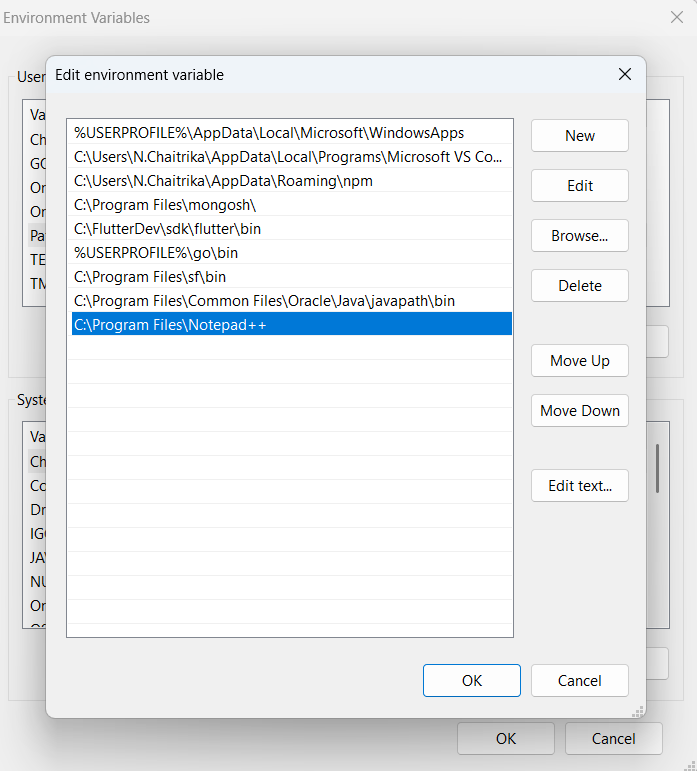 Environment Variables
Edit environment variable
User
Va
Ch
GO
On
On
Pa
TE
TM
%USERPROFILE%\AppData\Local\Microsoft\WindowsApps
C:\Users\N.Chaitrika\AppData\Local\Programs\Microsoft VS Co...
C:\Users\N.Chaitrika\AppData\Roaming\npm
C:\Program Files\mongosh\
C:\FlutterDev\sdk\flutter\bin
%USERPROFILE%\go\bin
C:\Program Files\sf\bin
C:\Program Files\Common Files\Oracle\Java\javapath\bin
C:\Program Files\Notepad++
New
Edit
Browse...
Delete
Move Up
Move Down
Edit text...
Syste
Va
Ch
Co
Dr
IGC
JAV
NU
On
OK
Cancel
OK
Cancel